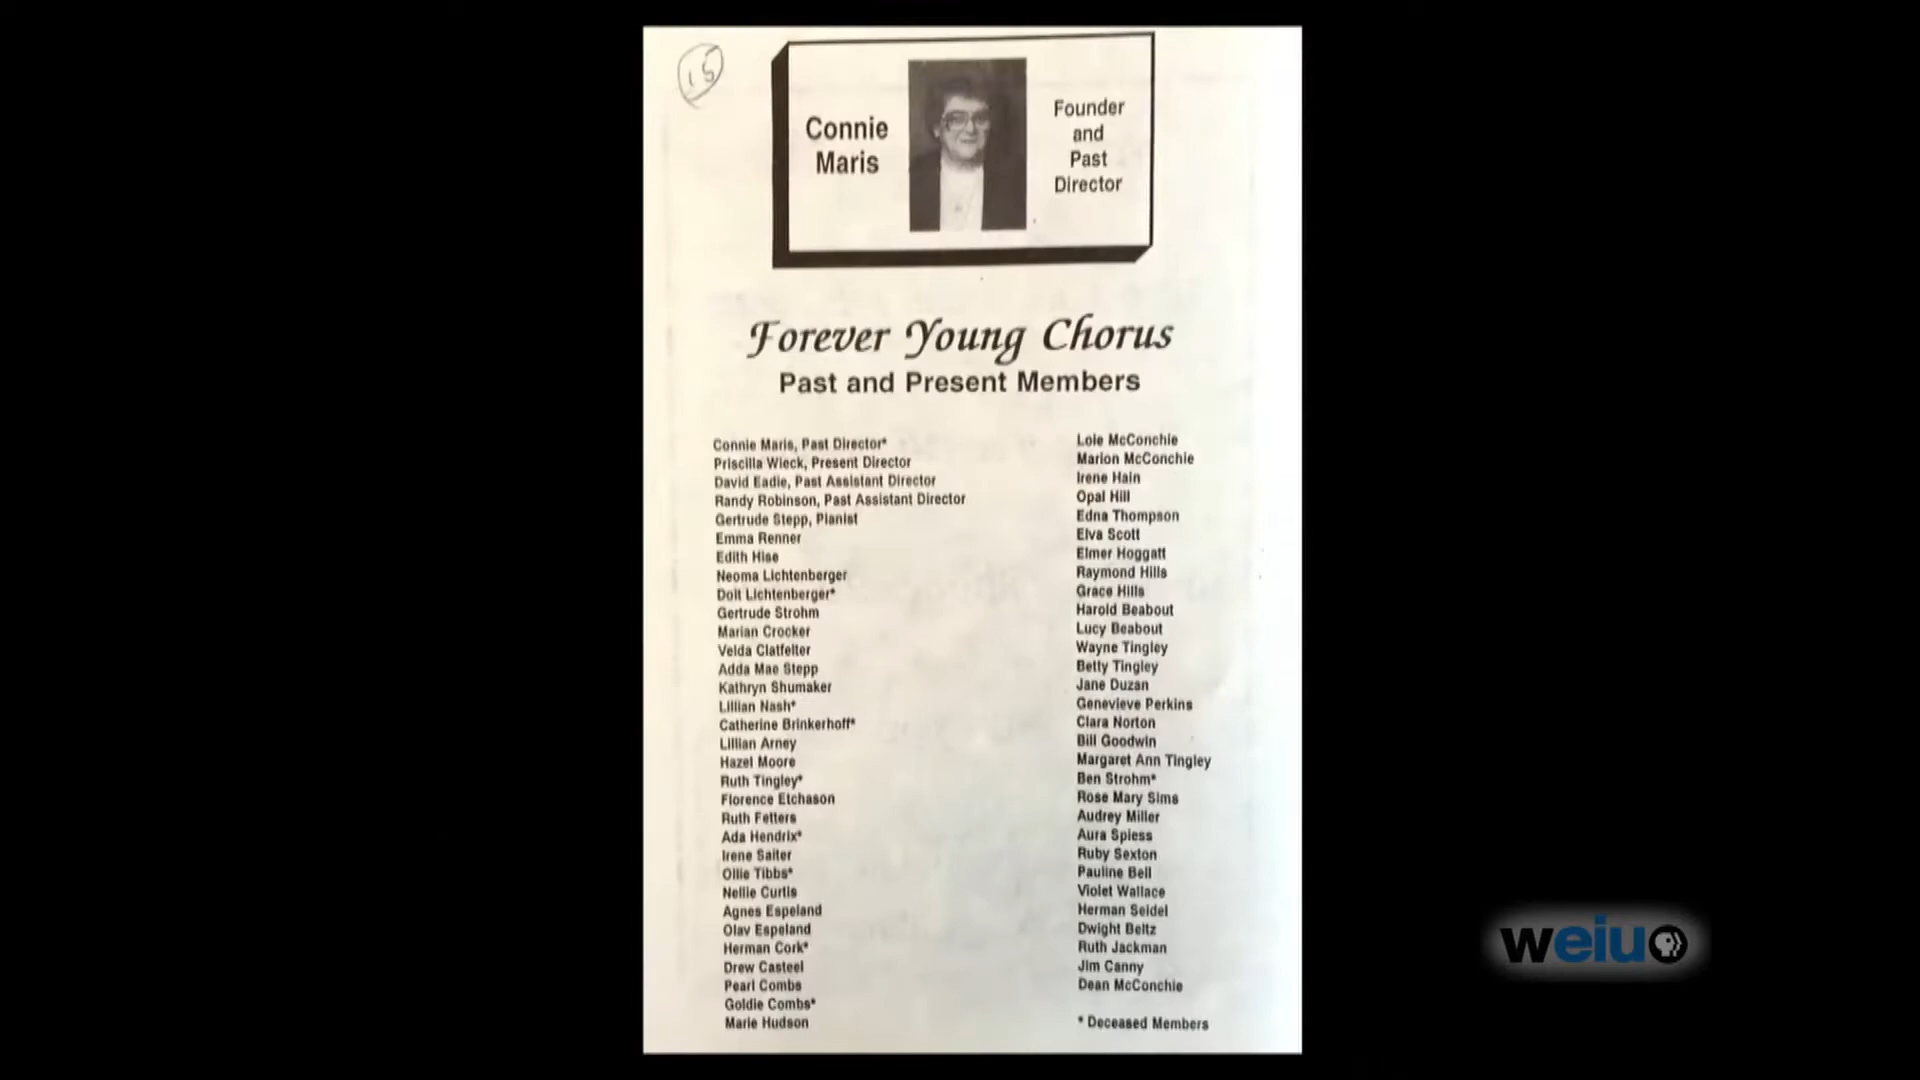 15
Connie
Maris
Founder
and
Past
Director
Forever Young Chorus
Past and Present Members
Connie Maris, Past Director*
Priscilla Wieck, Present Director
David Eadie, Past Assistant Director
Randy Robinson, Past Assistant Director
Gertrude Stepp, Pianist
Emma Renner
Edith Hise
Neoma Lichtenberger
Doit Lichtenberger*
Gertrude Strohm
Marian Crocker
Velda Clatfelter
Adda Mae Stepp
Kathryn Shumaker
Lillian Nash*
Catherine Brinkerhoff*
Lillian Arney
Hazel Moore
Ruth Tingley*
Florence Etchason
Ruth Fetters
Ada Hendrix*
Irene Saiter
Ollie Tibbs*
Nellie Curtis
Agnes Espeland
Olav Espeland
Herman Cork*
Drew Casteel
Pearl Combs
Goldie Combs*
Marie Hudson
Loie McConchie
Marion McConchie
Irene Hain
Opal Hill
Edna Thompson
Elva Scott
Elmer Hoggatt
Raymond Hills
Grace Hills
Harold Beabout
Lucy Beabout
Wayne Tingley
Betty Tingley
Jane Duzan
Genevieve Perkins
Clara Norton
Bill Goodwin
Margaret Ann Tingley
Ben Strohm*
Rose Mary Sims
Audrey Miller
Aura Spiess
Ruby Sexton
Pauline Bell
Violet Wallace
Herman Seidel
Dwight Beltz
Ruth Jackman
Jim Canny
Dean McConchie
* Deceased Members
weiu